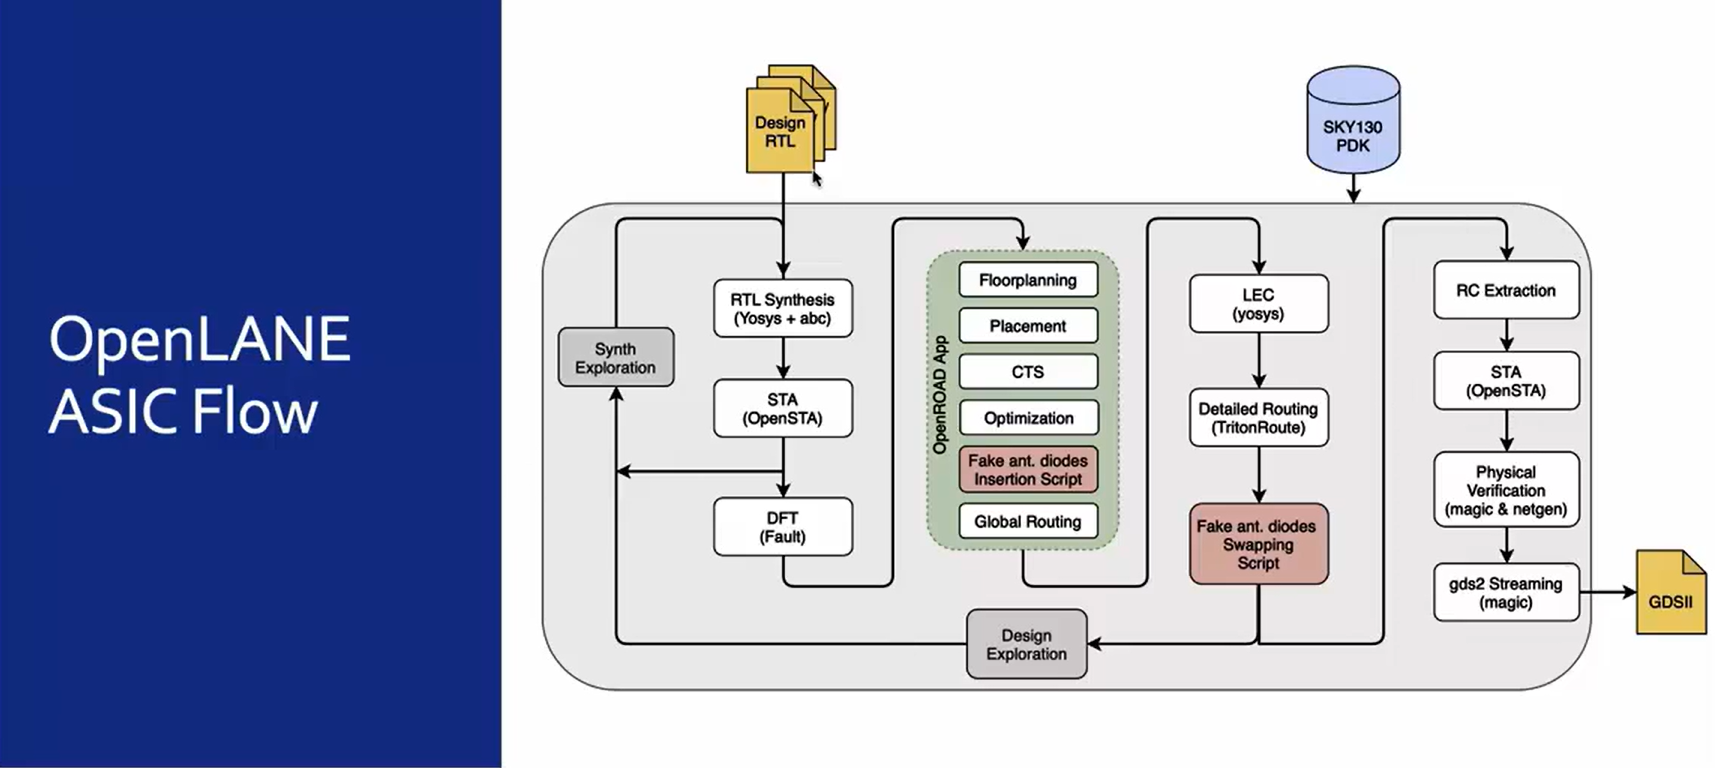 OpenLANE
ASIC Flow
Design
RTL
SKY130
PDK
Synth
Exploration
RTL Synthesis
(Yosys + abc)
STA
(OpenSTA)
DFT
(Fault)
OpenROAD App
Floorplanning
Placement
CTS
Optimization
Fake ant. diodes
Insertion Script
Global Routing
LEC
(yosys)
Detailed Routing
(TritonRoute)
Fake ant. diodes
Swapping
Script
Design
Exploration
RC Extraction
STA
(OpenSTA)
Physical
Verification
(magic & netgen)
gds2 Streaming
(magic)
GDSII